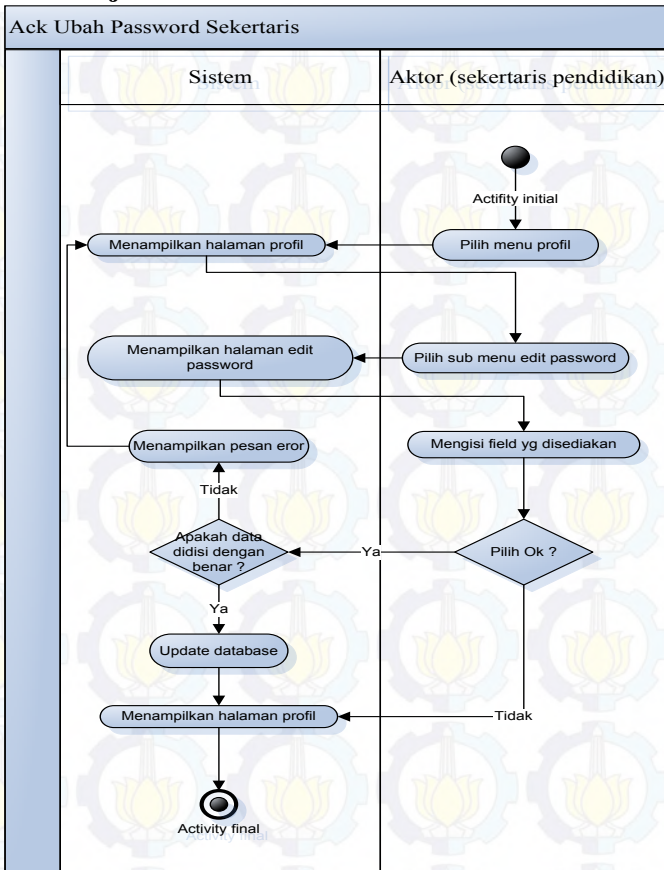 Ack Ubah Password Sekertaris
Sistem
Aktor (sekertaris pendidikan)
Actifity initial
Menampilkan halaman profil
Pilih menu profil
Menampilkan halaman edit
password
Pilih sub menu edit password
Menampilkan pesan eror
Mengisi field yg disediakan
Tidak
Apakah data
didisi dengan
benar ?
Ya
Pilih Ok ?
Ya
Update database
Menampilkan halaman profil
Tidak
Activity final